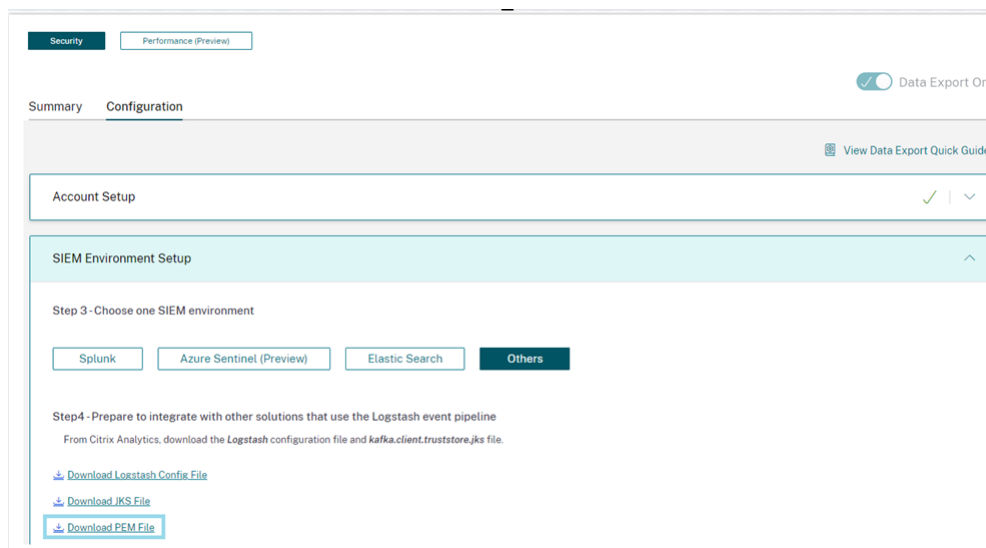 Security
Performance (Preview)
Data Export On
Summary
Configuration
View Data Export Quick Guide
Account Setup
SIEM Environment Setup
Step 3 - Choose one SIEM environment
Splunk
Azure Sentinel (Preview)
Elastic Search
Others
Step4 - Prepare to integrate with other solutions that use the Logstash event pipeline
From Citrix Analytics, download the Logstash configuration file and kafka.client.truststore.jks file.
Download Logstash Config File
Download JKS File
Download PEM File